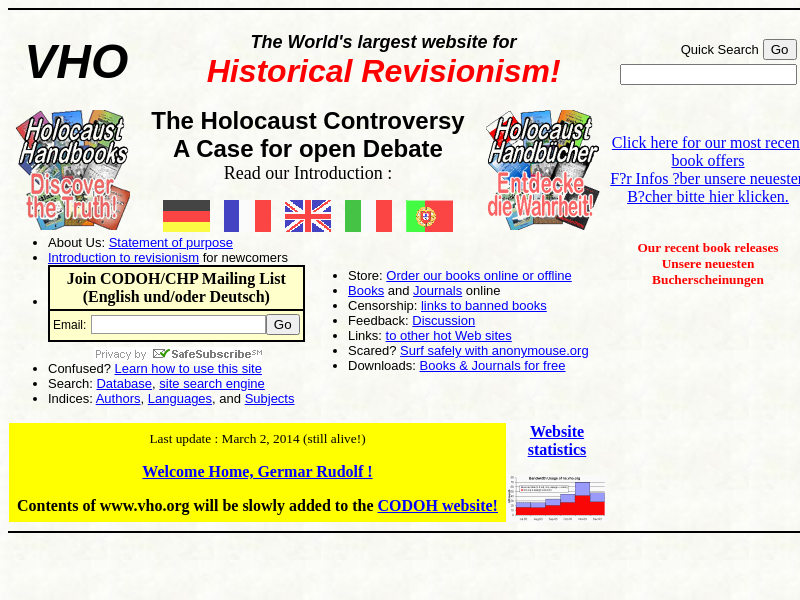 VHO
The World's largest website for
Historical Revisionism!
Quick Search Go
Holocaust
Handbooks
Discover
the Truth!
The Holocaust Controversy
A Case for open Debate
Read our Introduction :
Holocaust
Handbücher
Entdecke
die Wahrheit!
Click here for our most recen
book offers
F?r Infos ?ber unsere neuester
B?cher bitte hier klicken.
About Us: Statement of purpose
Introduction to revisionism for newcomers
Join CODOH/CHP Mailing List
(English und/oder Deutsch)
Email: Go
Privacy by SafeSubscribeSM
Confused? Learn how to use this site
Search: Database, site search engine
Indices: Authors, Languages, and Subjects
Store: Order our books online or offline
Books and Journals online
Censorship: links to banned books
Feedback: Discussion
Links: to other hot Web sites
Scared? Surf safely with anonymouse.org
Downloads: Books & Journals for free
Our recent book releases
Unsere neuesten
Bucherscheinungen
Last update : March 2, 2014 (still alive!)
Welcome Home, Germar Rudolf !
Contents of www.vho.org will be slowly added to the CODOH website!
Website
statistics
Bandwidth Usage of ho.vho.org